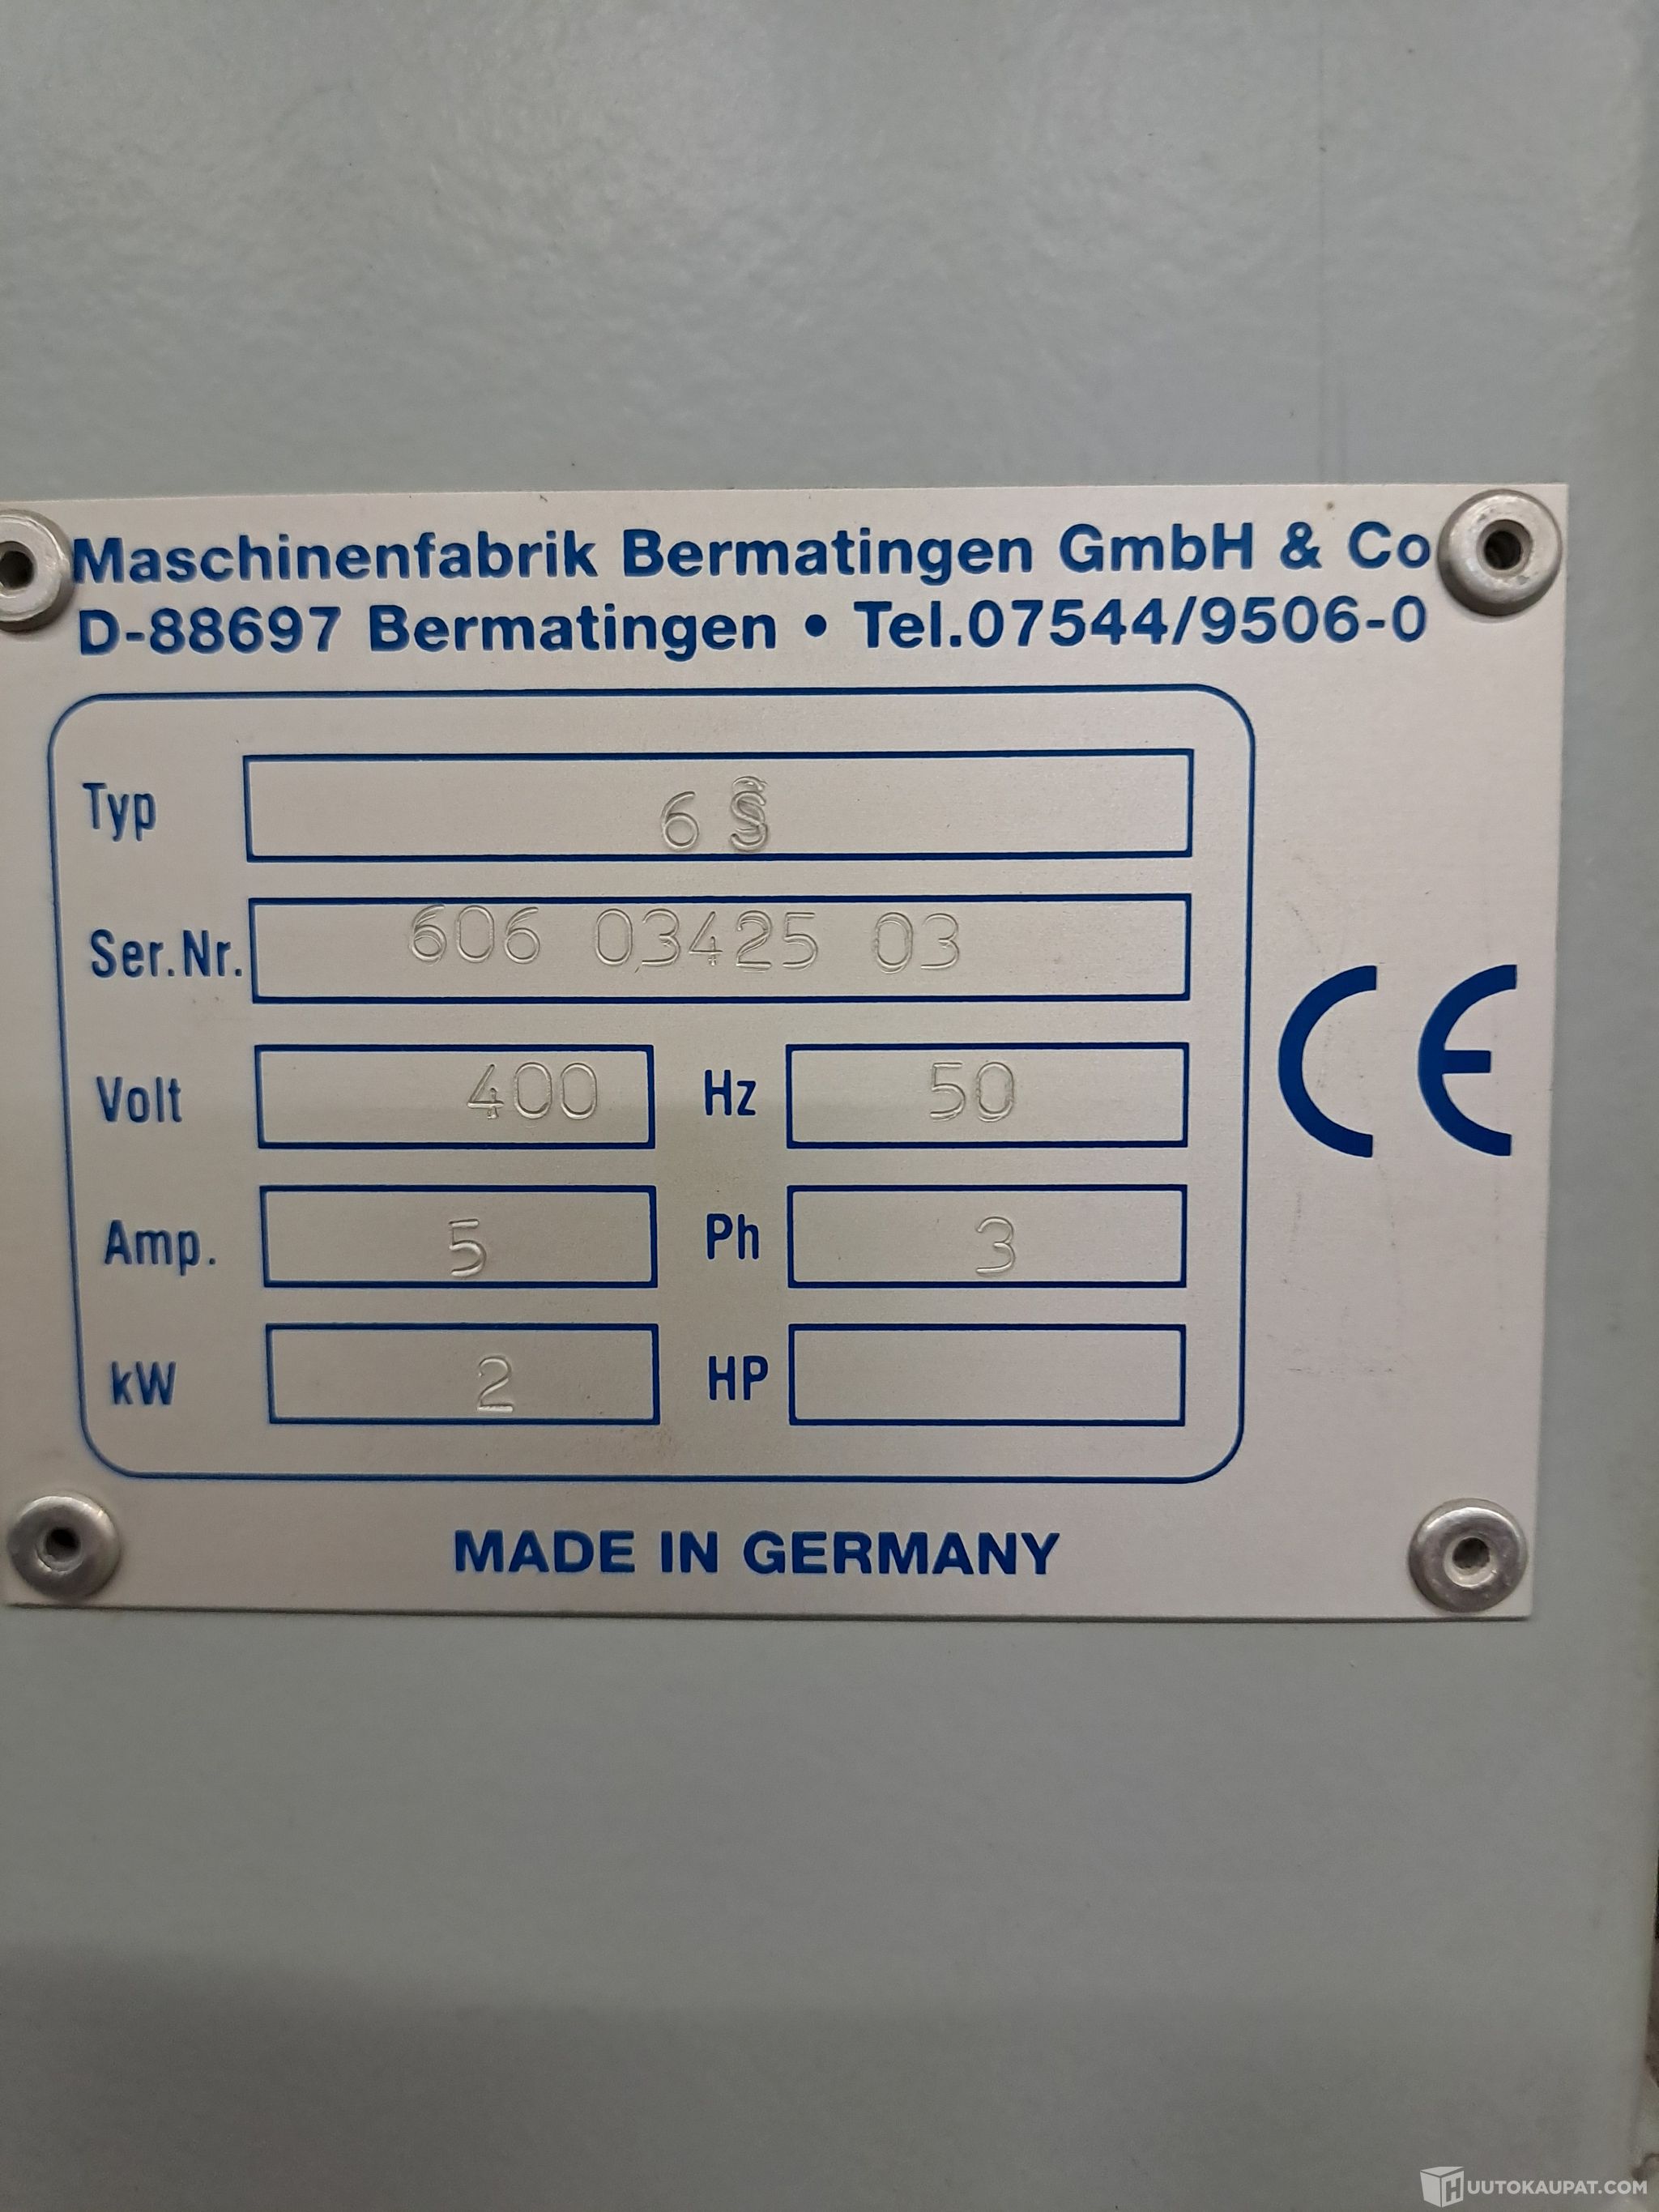 Maschinenfabrik Bermatingen GmbH & Co
D-88697 Bermatingen • Tel.07544/9506-0
Typ 6
Ser.Nr. 606 03425 03
Volt 400 Hz 50
Amp. 5 Ph 3
kW 2 HP
CE
MADE IN GERMANY
HUUTOKAUPAT.COM